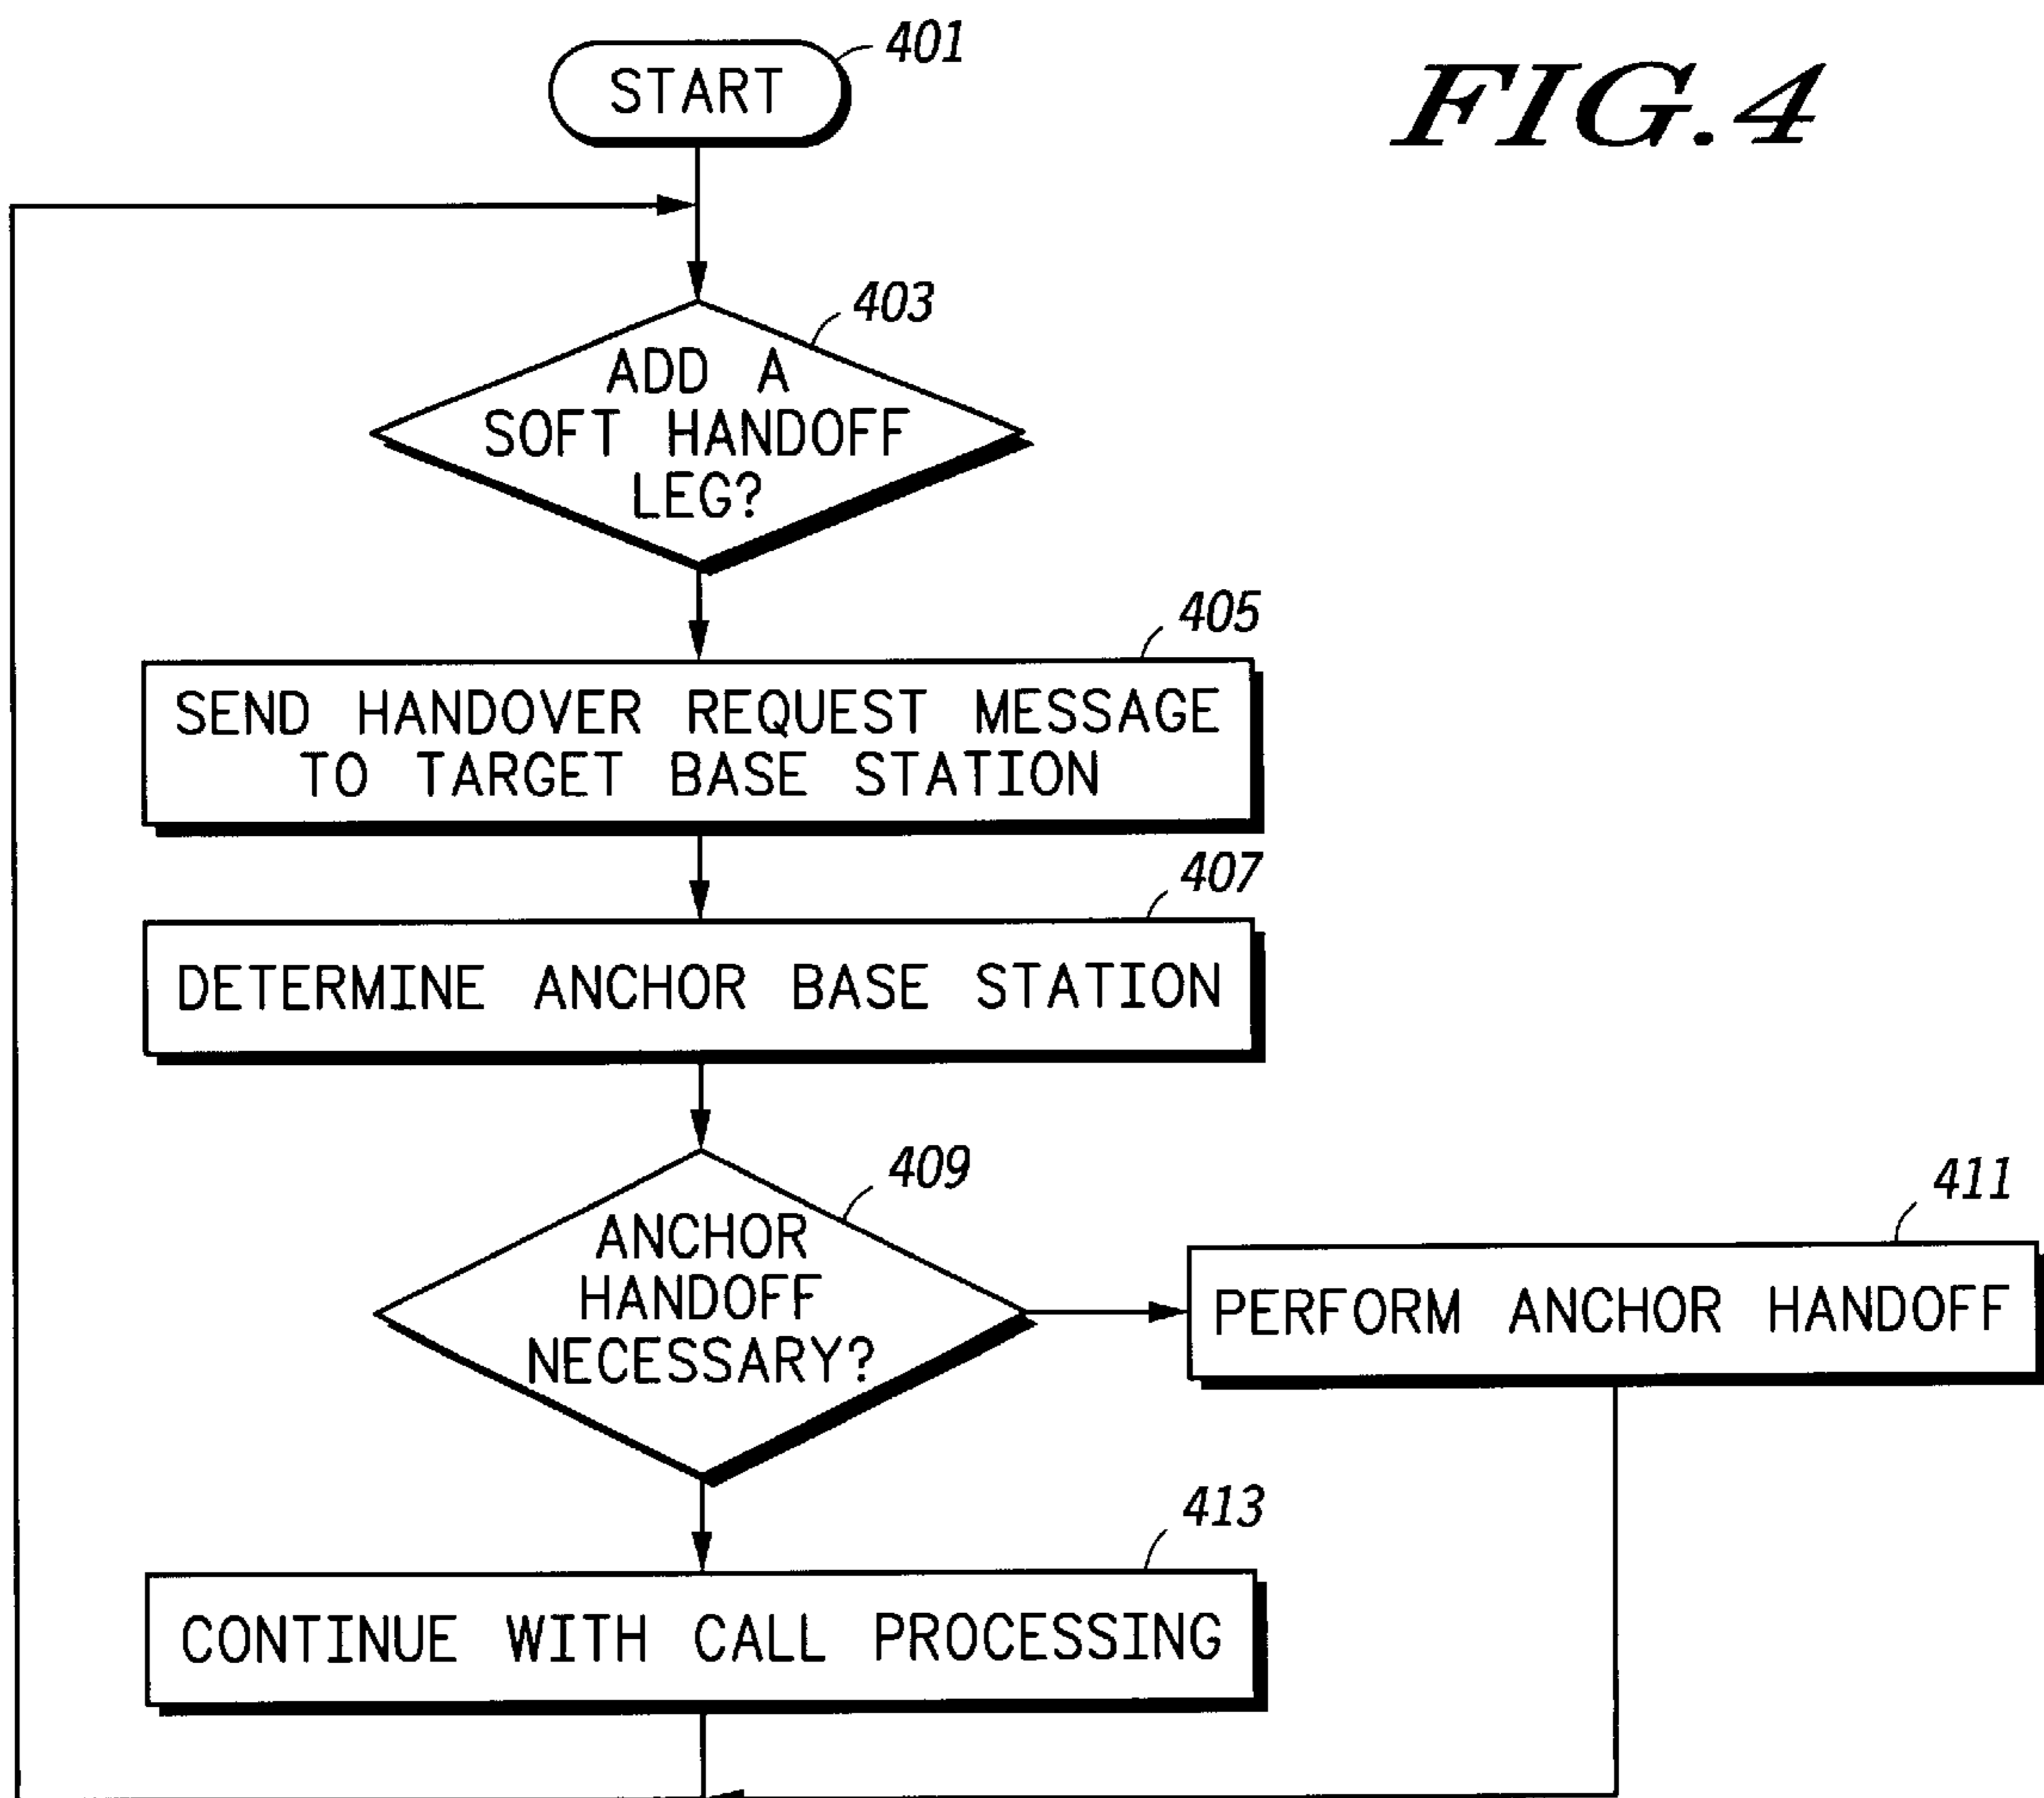 FIG.4
START
401
ADD A
SOFT HANDOFF
LEG?
403
SEND HANDOVER REQUEST MESSAGE
TO TARGET BASE STATION
405
DETERMINE ANCHOR BASE STATION
407
ANCHOR
HANDOFF
NECESSARY?
409
PERFORM ANCHOR HANDOFF
411
CONTINUE WITH CALL PROCESSING
413